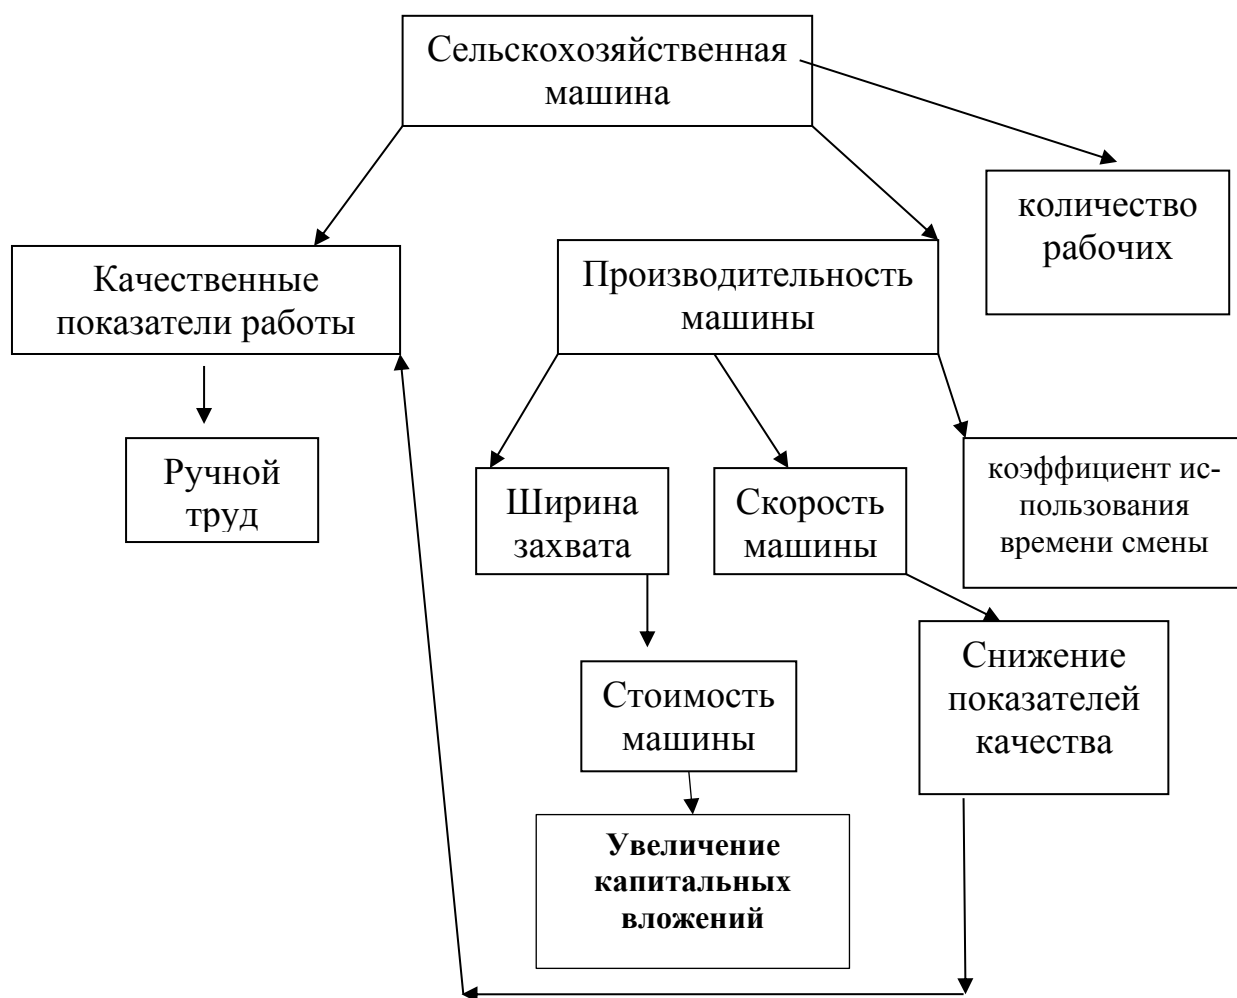 Сельскохозяйственная
машина
количество
рабочих
Качественные
показатели работы
Производительность
машины
Ручной
труд
Ширина
захвата
Скорость
машины
коэффициент ис-
пользования
времени смены
Стоимость
машины
Снижение
показателей
качества
Увеличение
капитальных
вложений